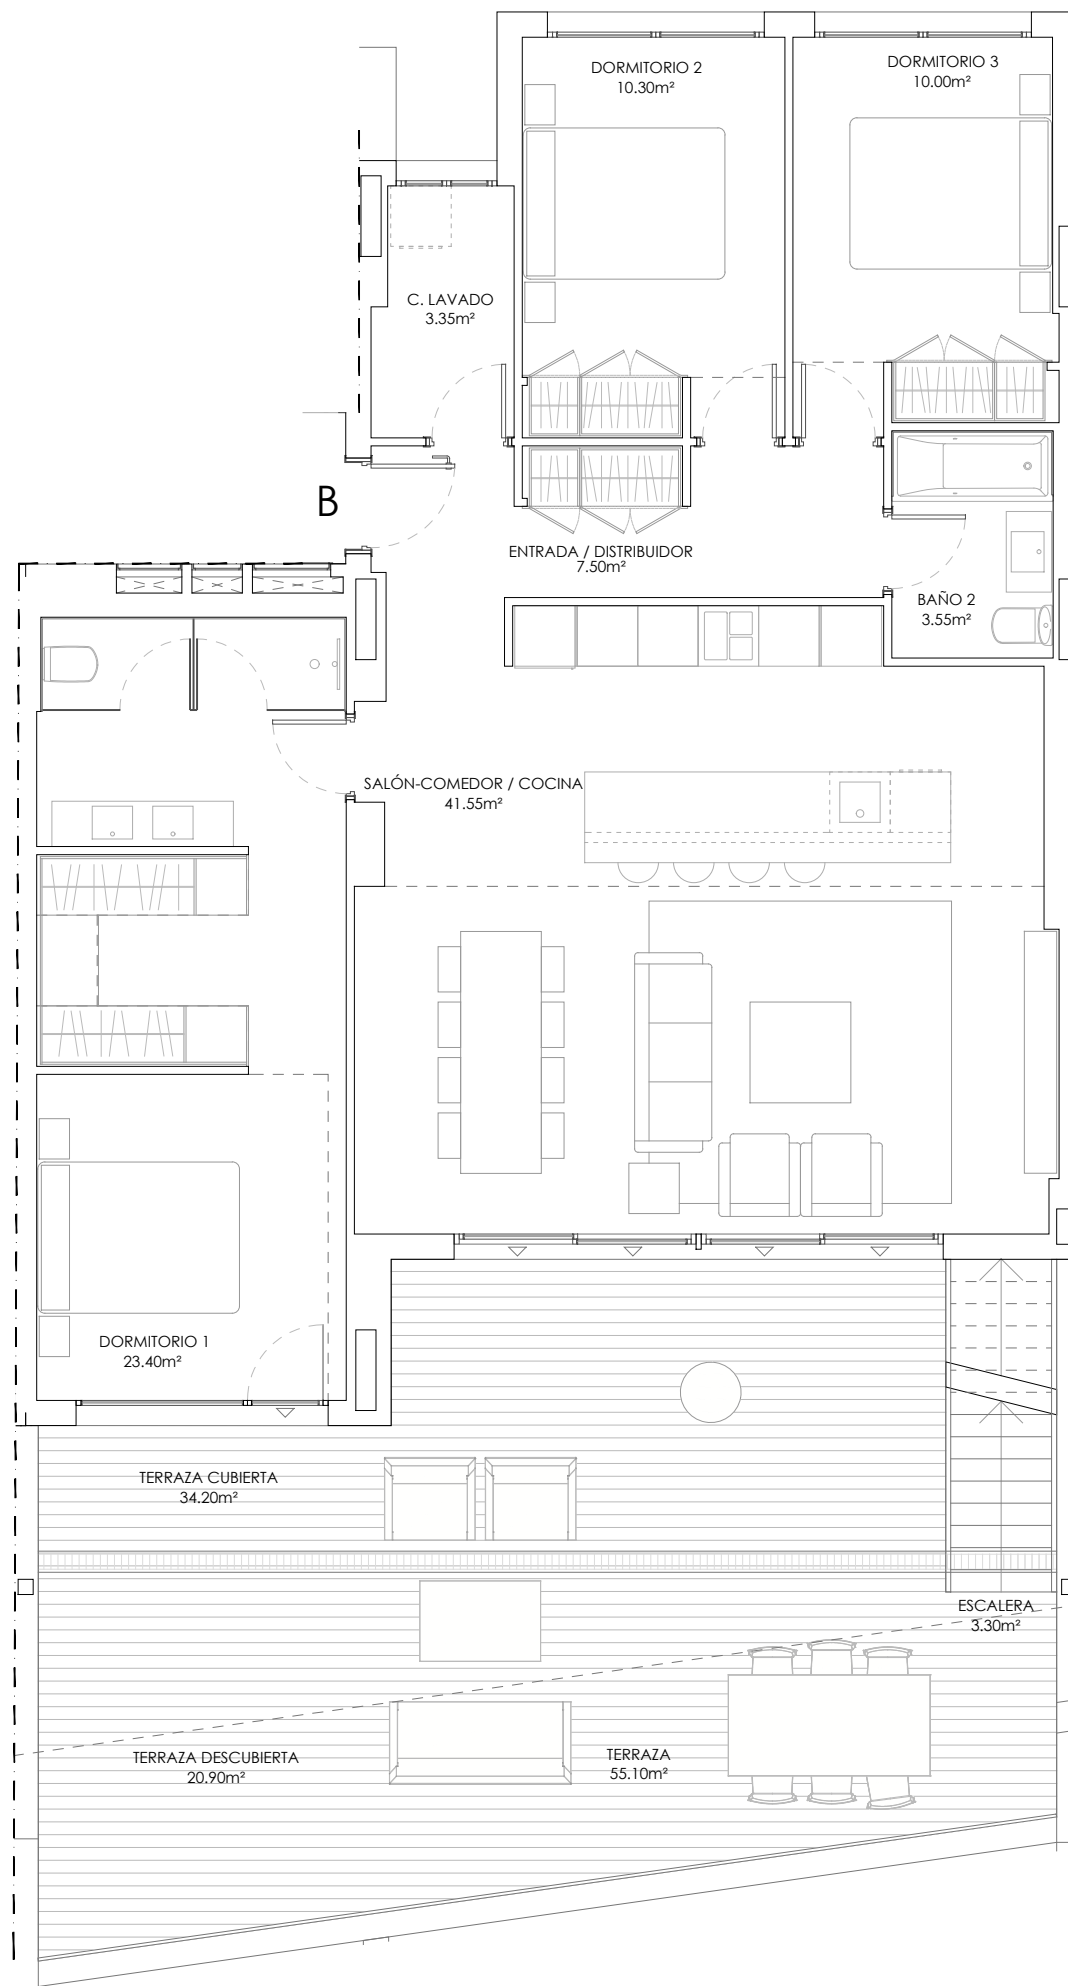 DORMITORIO 2
10.30m²
DORMITORIO 3
10.00m²
C. LAVADO
3.35m²
B
ENTRADA / DISTRIBUIDOR
7.50m²
BAÑO 2
3.55m²
SALÓN-COMEDOR / COCINA
41.55m²
DORMITORIO 1
23.40m²
TERRAZA CUBIERTA
34.20m²
ESCALERA
3.30m²
TERRAZA DESCUBIERTA
20.90m²
TERRAZA
55.10m²